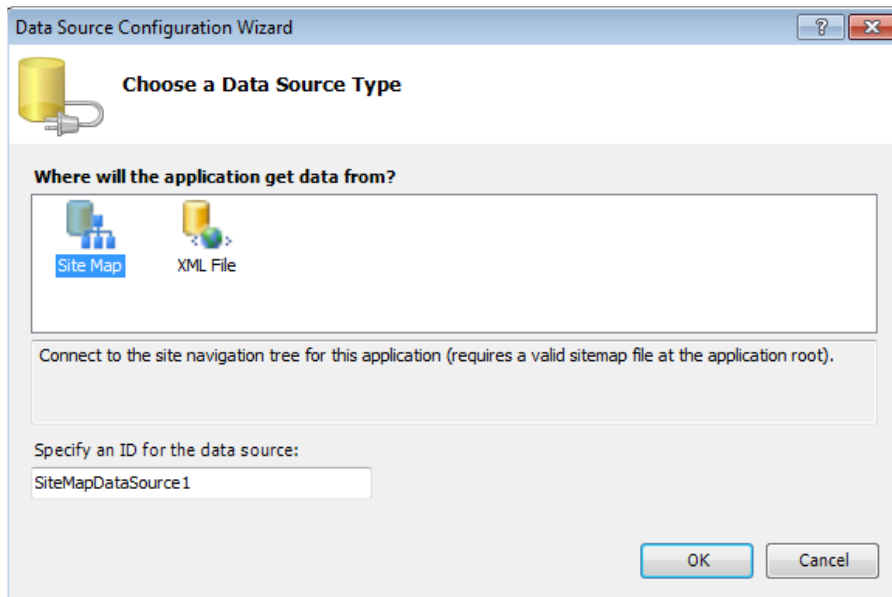 Data Source Configuration Wizard
Choose a Data Source Type
Where will the application get data from?
Site Map
XML File
Connect to the site navigation tree for this application (requires a valid sitemap file at the application root).
Specify an ID for the data source:
SiteMapDataSource1
OK
Cancel